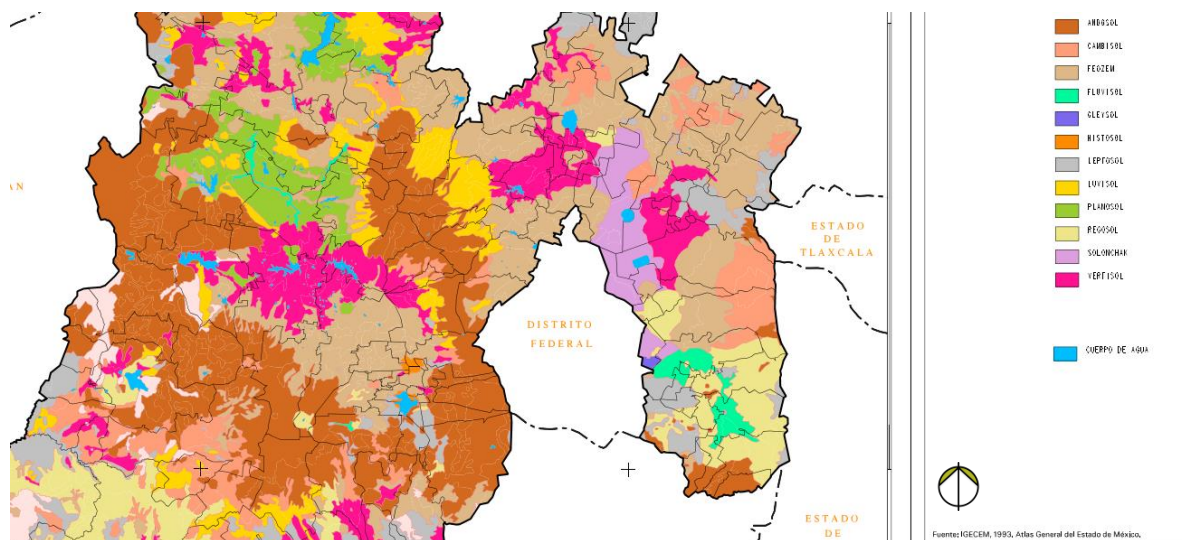 AN
ESTADO
DE
TLAXCALA
DISTRITO
FEDERAL
ESTADO
DE
ANDOSOL
CAMBISOL
FEOZEM
FLUVISOL
GLEYSOL
HISTOSOL
LEPTOSOL
LUVISOL
PLANOSOL
REGOSOL
SOLONCHAK
VERTISOL
CUERPO DE AGUA
Fuente: IGECEM, 1993, Atlas General del Estado de México,